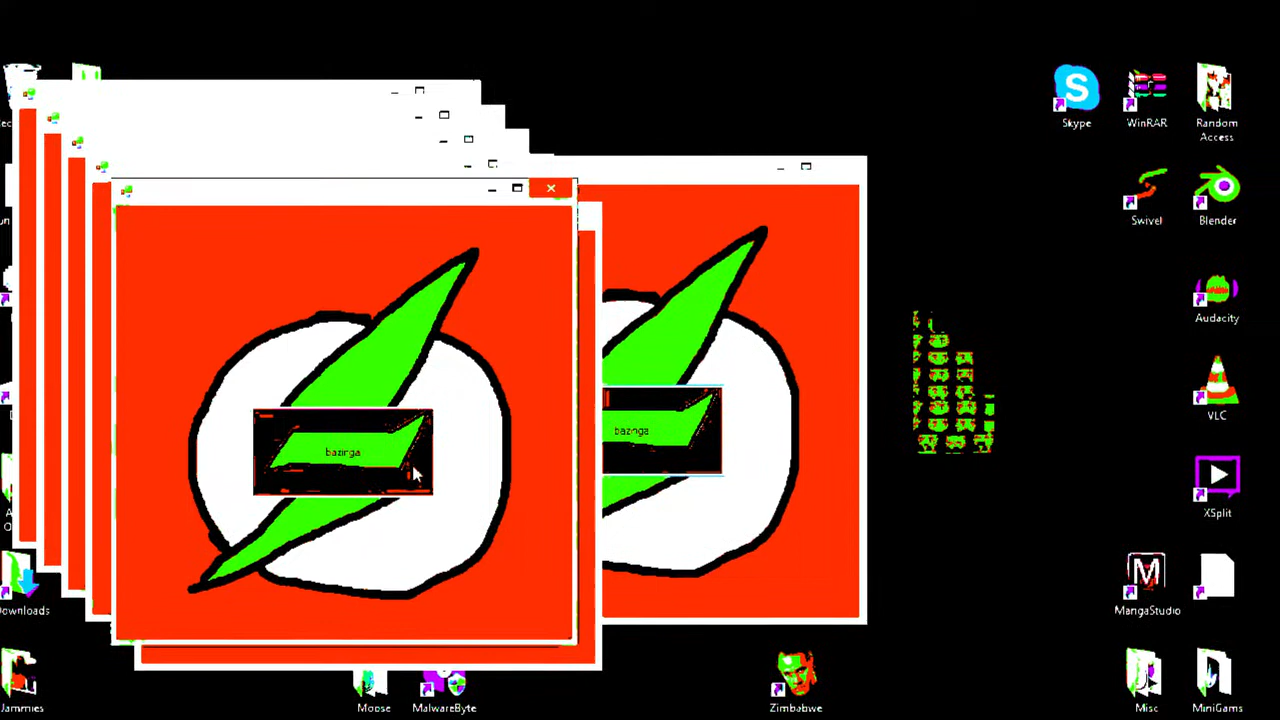 Skype
WinRAR
Random
Access
Swivel
Blender
Audacity
bazinga
bazinga
VLC
XSplit
Downloads
MangaStudio
Jammies
Moose
MalwareByte
Zimbabwe
Misc
MiniGams